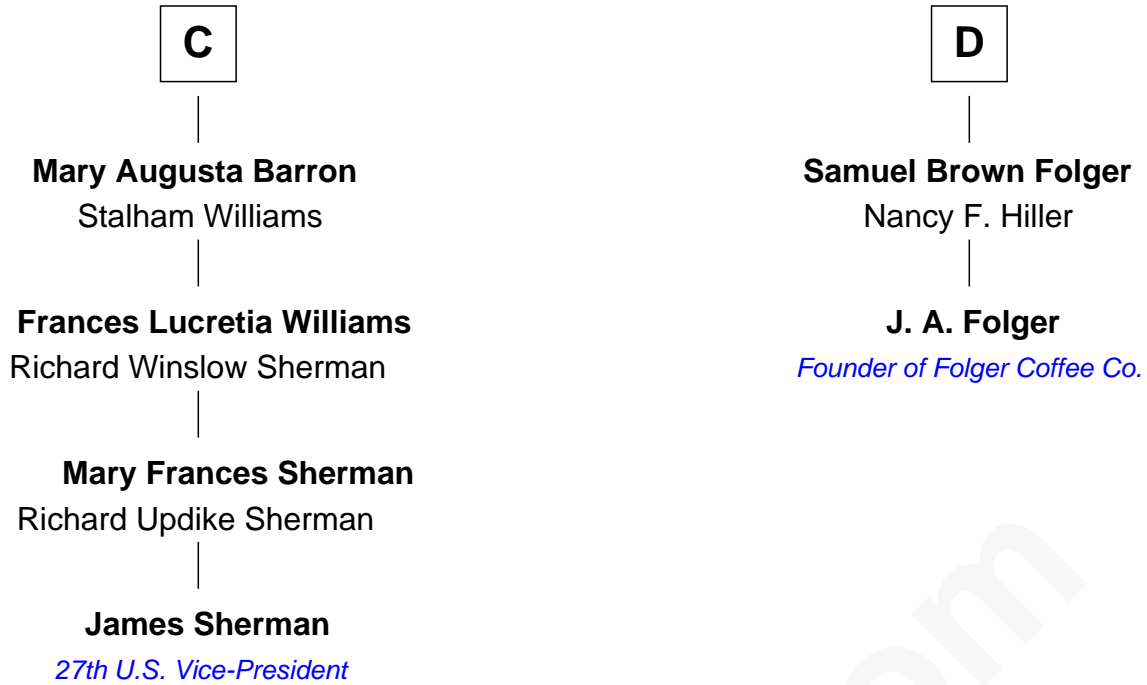 C
Mary Augusta Barron
Stalham Williams
Frances Lucretia Williams
Richard Winslow Sherman
Mary Frances Sherman
Richard Updike Sherman
James Sherman
27th U.S. Vice-President
D
Samuel Brown Folger
Nancy F. Hiller
J. A. Folger
Founder of Folger Coffee Co.
om